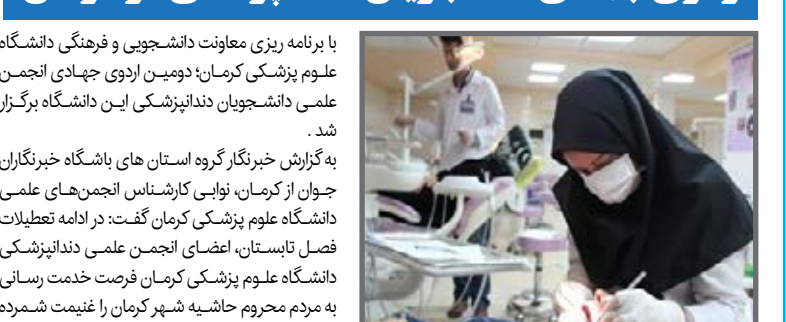 با برنامه ریزی معاونت دانشجویی و فرهنگی دانشگاه
علوم پزشکی کرمان؛ دومین اردوی جهادی انجمن
علمی دانشجویان دندانپزشکی این دانشگاه برگزار
شد .
به گزارش خبرنگار گروه استان های باشگاه خبرنگاران
جوان از کرمان، نوابی کارشناس انجمن‌های علمی
دانشگاه علوم پزشکی کرمان گفت: در ادامه تعطیلات
فصل تابستان، اعضای انجمن علمی دندانپزشکی
دانشگاه علوم پزشکی کرمان فرصت خدمت رسانی
به مردم محروم حاشیه شهر کرمان را غنیمت شمرده